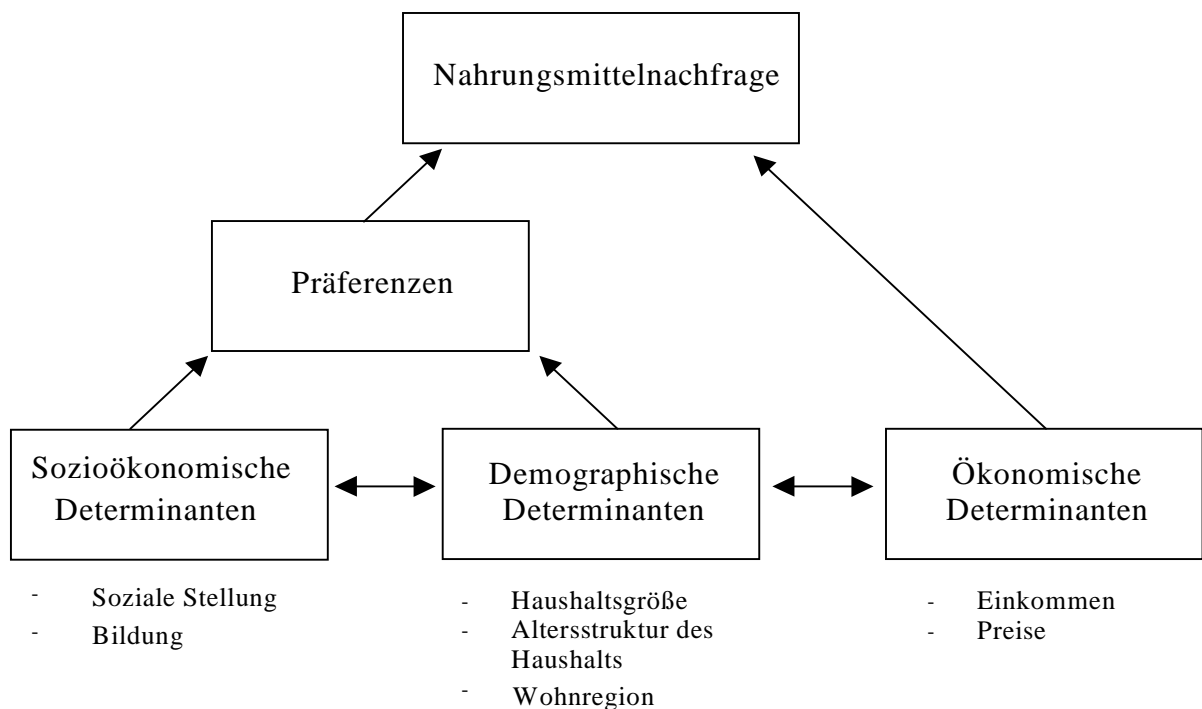 Nahrungsmittelnachfrage
Präferenzen
Sozioökonomische
Determinanten
Demographische
Determinanten
Ökonomische
Determinanten
- Soziale Stellung
- Bildung
- Haushaltsgröße
- Altersstruktur des
Haushalts
- Wohnregion
- Einkommen
- Preise